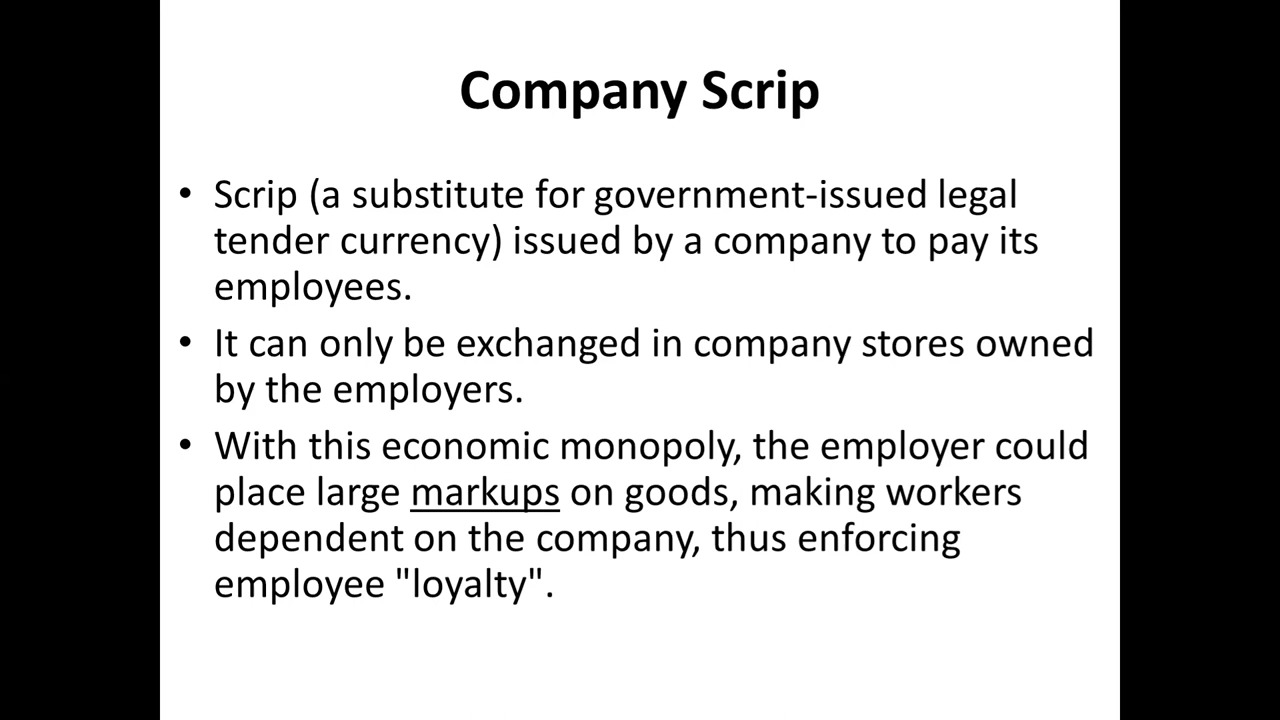 Company Scrip
• Scrip (a substitute for government-issued legal
tender currency) issued by a company to pay its
employees.
• It can only be exchanged in company stores owned
by the employers.
• With this economic monopoly, the employer could
place large markups on goods, making workers
dependent on the company, thus enforcing
employee "loyalty".